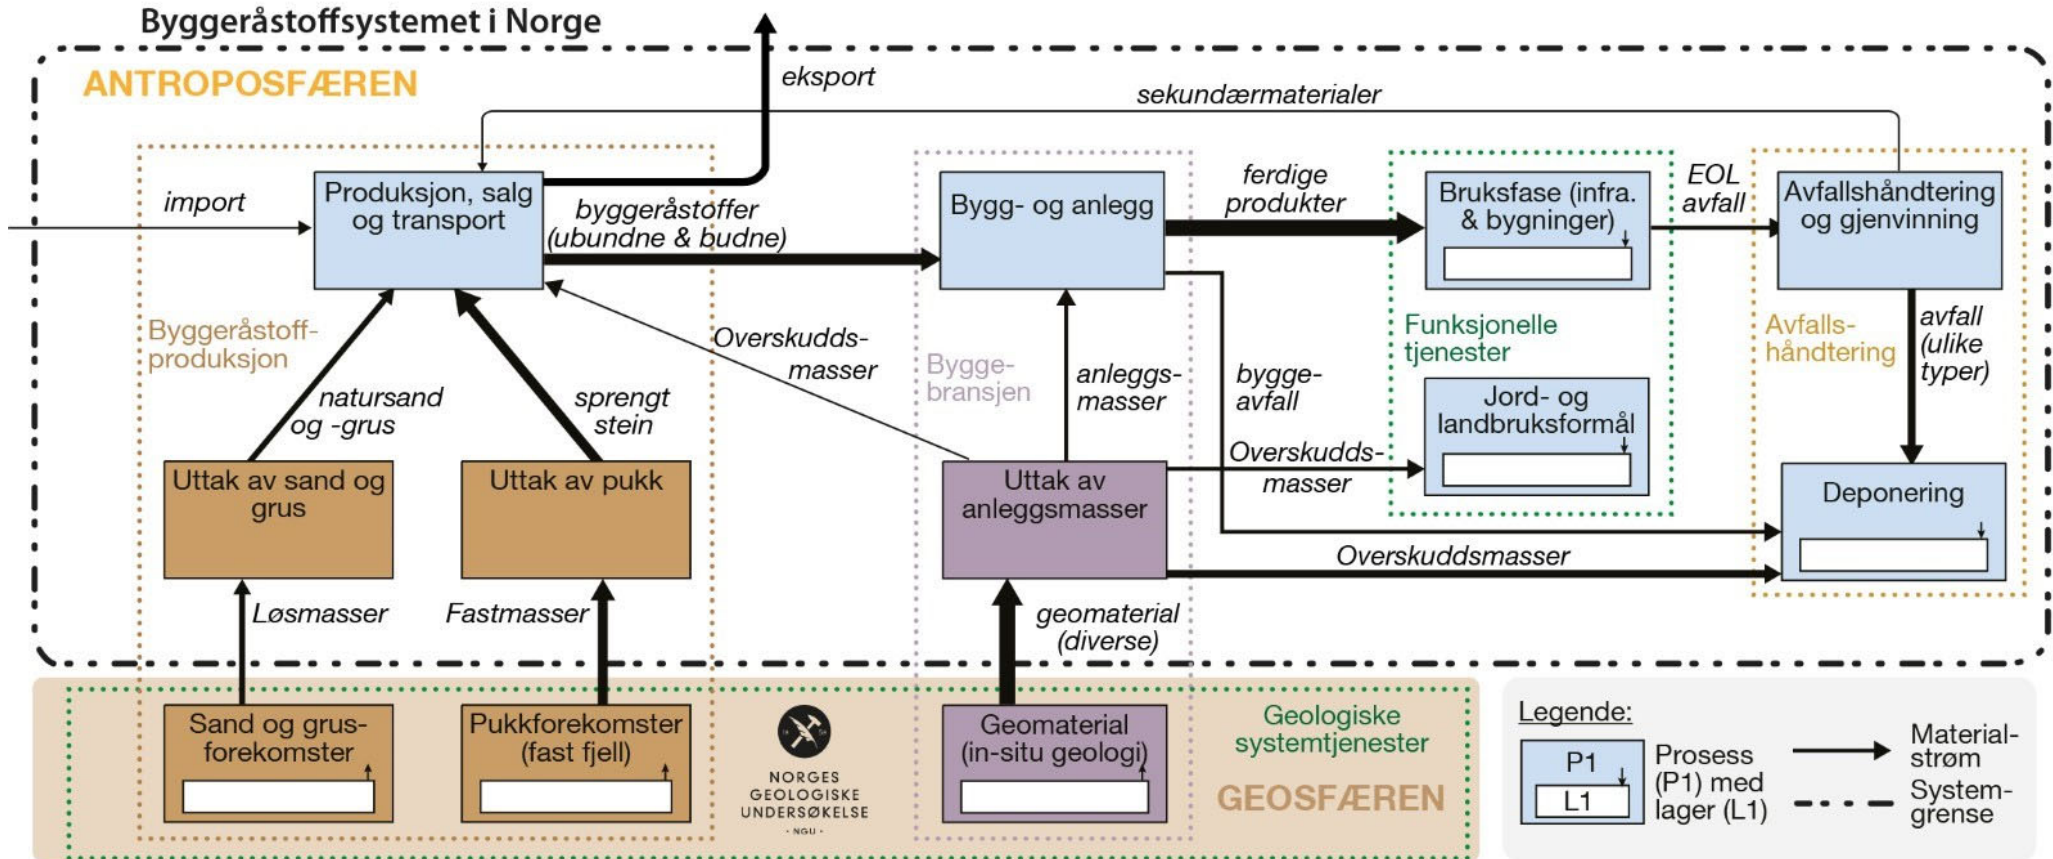 Byggeråstoffsystemet i Norge
ANTROPOSFÆREN
eksport
sekundærmaterialer
import
Produksjon, salg
og transport
byggeråstoffer
(ubundne & budne)
Bygg- og anlegg
ferdige
produkter
Bruksfase (infra.
& bygninger)
EOL
avfall
Avfallshåndtering
og gjenvinning
Byggeråstoff-
produksjon
natursand
og -grus
sprengt
stein
Overskudds-
masser
Bygge-
bransjen
anleggs-
masser
bygge-
avfall
Funksjonelle
tjenester
Jord- og
landbruksformål
Avfalls-
håndtering
avfall
(ulike
typer)
Uttak av sand og
grus
Uttak av pukk
Uttak av
anleggsmasser
Overskudds-
masser
Deponering
Overskuddsmasser
Løsmasser
Fastmasser
geomaterial
(diverse)
Sand og grus-
forekomster
Pukkforekomster
(fast fjell)
NORGES
GEOLOGISKE
UNDERSØKELSE
- NGU -
Geomaterial
(in-situ geologi)
Geologiske
systemtjenester
GEOSFÆREN
Legende:
P1
L1
Prosess
(P1) med
lager (L1)
Material-
strøm
System-
grense